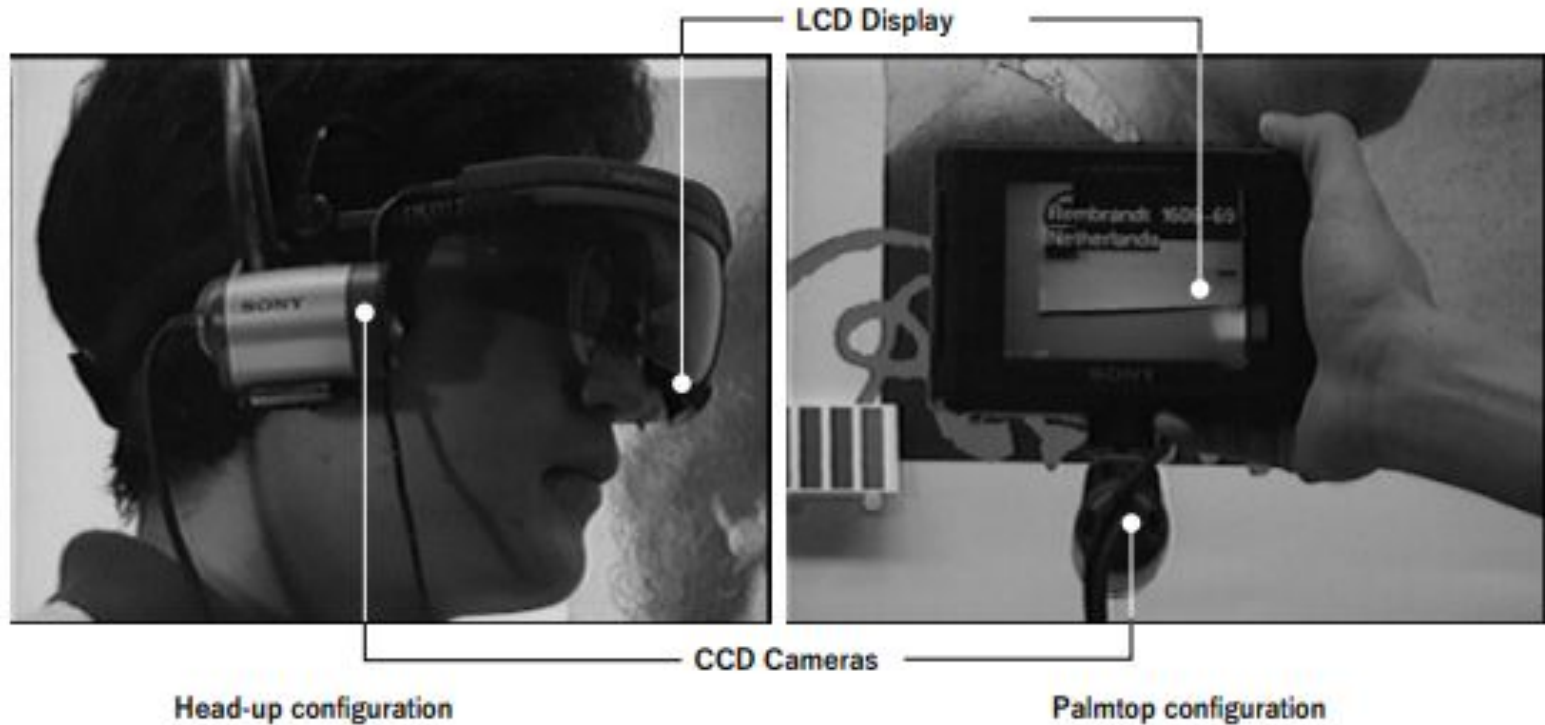 LCD Display
SONY
Rembrandt 1606-69
Netherlands
SONY
CCD Cameras
Head-up configuration
Palmtop configuration